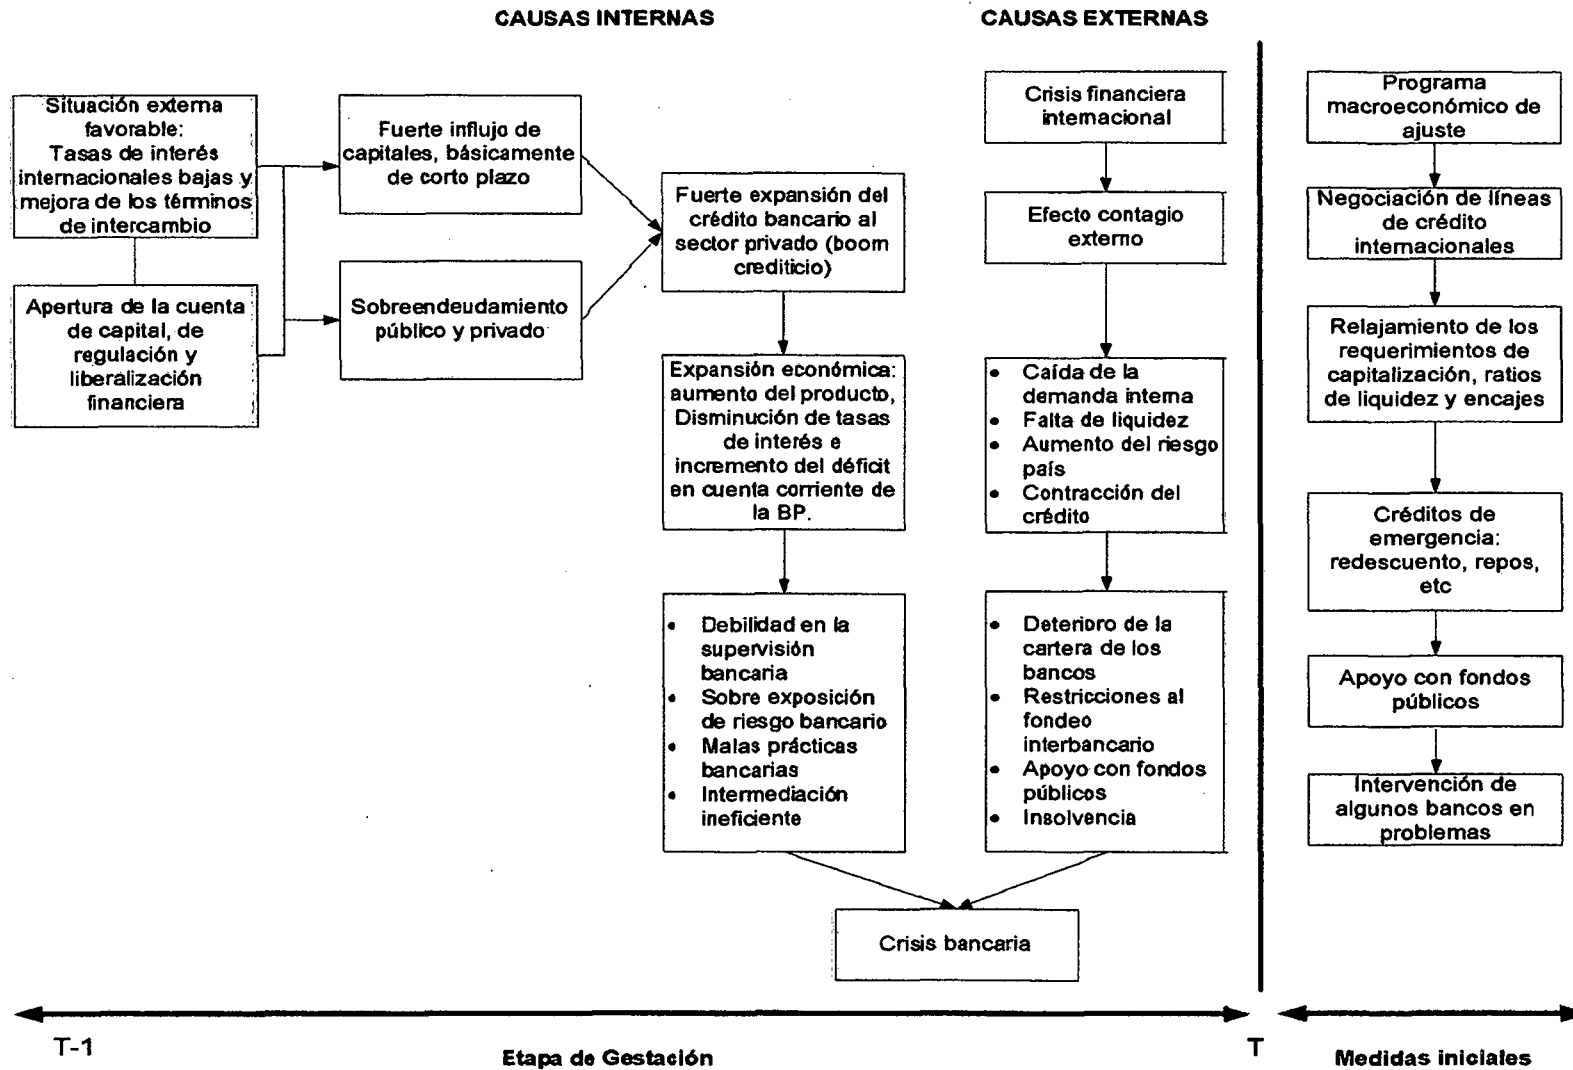 CAUSAS INTERNAS
CAUSAS EXTERNAS
Situación externa
favorable:
Tasas de interés
internacionales bajas y
mejora de los términos
de intercambio
Apertura de la cuenta
de capital, de
regulación y
liberalización
financiera
Fuerte influjo de
capitales, básicamente
de corto plazo
Sobreendeudamiento
público y privado
Fuerte expansión del
crédito bancario al
sector privado (boom
crediticio)
Expansión económica:
aumento del producto,
Disminución de tasas
de interés e
incremento del déficit
en cuenta corriente de
la BP.
• Debilidad en la
supervisión
bancaria
• Sobre exposición
de riesgo bancario
• Malas prácticas
bancarias
• Intermediación
ineficiente
Crisis financiera
internacional
Efecto contagio
externo
• Caída de la
demanda interna
• Falta de liquidez
• Aumento del riesgo
país
• Contracción del
crédito
• Deterioro de la
cartera de los
bancos
• Restricciones al
fondeo
interbancario
• Apoyo con fondos
públicos
• Insolvencia
Crisis bancaria
Programa
macroeconómico de
ajuste
Negociación de líneas
de crédito
internacionales
Relajamiento de los
requerimientos de
capitalización, ratios
de liquidez y encajes
Créditos de
emergencia:
redescuento, repos,
etc
Apoyo con fondos
públicos
Intervención de
algunos bancos en
problemas
T-1
Etapa de Gestación
T
Medidas iniciales